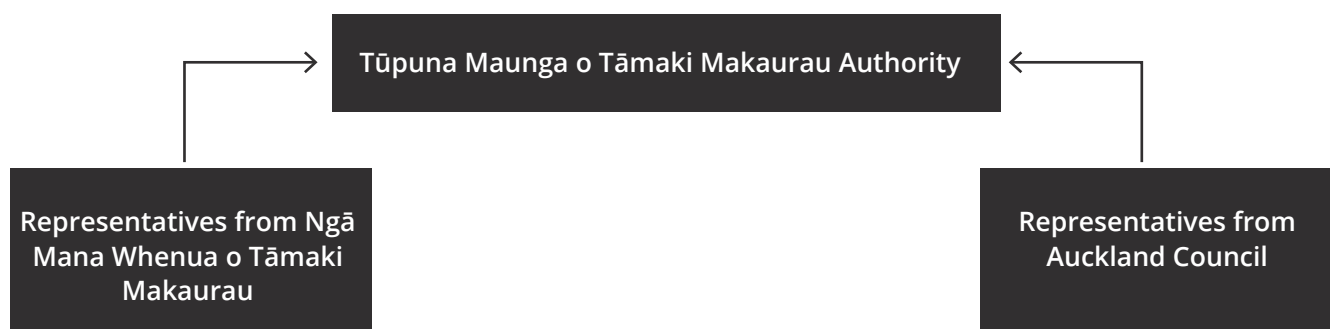 Tūpuna Maunga o Tāmaki Makaurau Authority
Representatives from Ngā
Mana Whenua o Tāmaki
Makaurau
Representatives from
Auckland Council